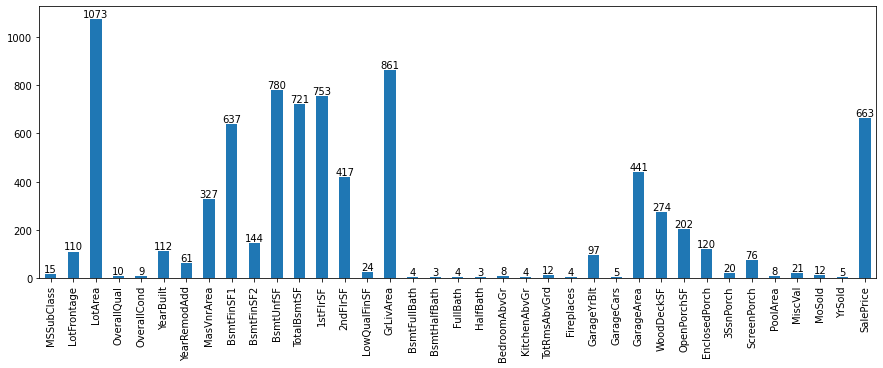 1000
800
600
400
200
0
15
110
1073
10
9
112
61
327
637
144
780
721
753
417
24
861
4
3
4
3
8
4
12
4
97
5
441
274
202
120
20
76
8
21
12
5
663
MSSubClass
LotFrontage
LotArea
OverallQual
OverallCond
YearBuilt
YearRemodAdd
MasVnrArea
BsmtFinSF1
BsmtFinSF2
BsmtUnfSF
TotalBsmtSF
1stFlrSF
2ndFlrSF
LowQualFinSF
GrLivArea
BsmtFullBath
BsmtHalfBath
FullBath
HalfBath
BedroomAbvGr
KitchenAbvGr
TotRmsAbvGrd
Fireplaces
GarageYrBlt
GarageCars
GarageArea
WoodDeckSF
OpenPorchSF
EnclosedPorch
3SsnPorch
ScreenPorch
PoolArea
MiscVal
MoSold
YrSold
SalePrice